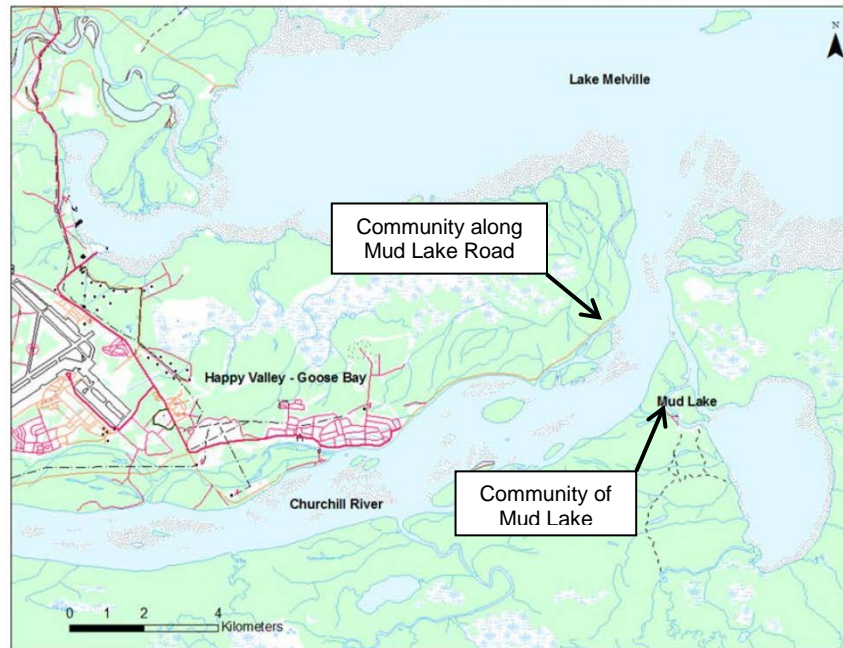 N
Lake Melville
Community along
Mud Lake Road
Happy Valley - Goose Bay
Mud Lake
Community of
Mud Lake
Churchill River
0 1 2 4
Kilometers